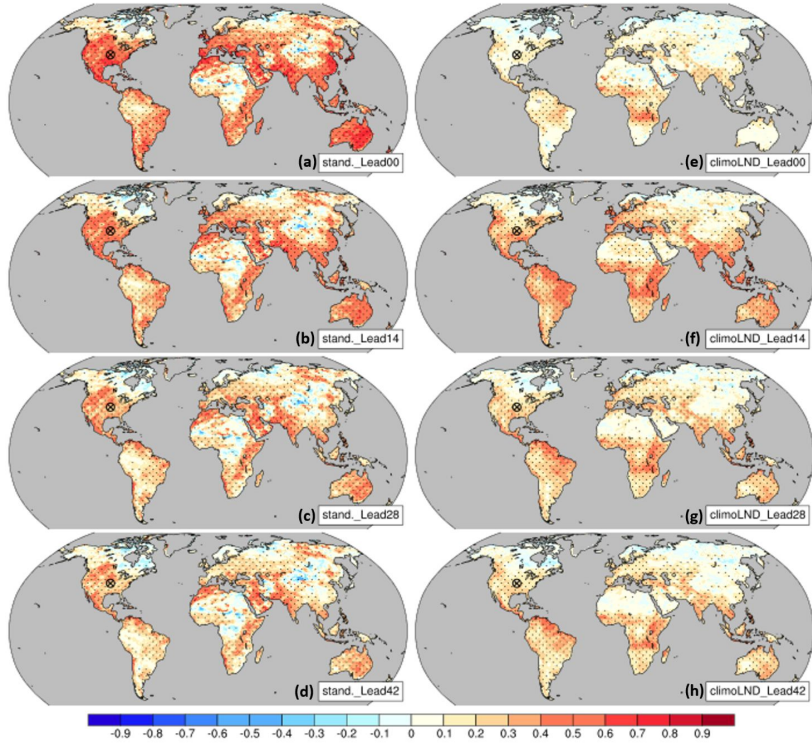 (a) stand._Lead00
(e) climoLND_Lead00
(b) stand._Lead14
(f) climoLND_Lead14
(c) stand._Lead28
(g) climoLND_Lead28
(d) stand._Lead42
(h) climoLND_Lead42
-0.9 -0.8 -0.7 -0.6 -0.5 -0.4 -0.3 -0.2 -0.1 0 0.1 0.2 0.3 0.4 0.5 0.6 0.7 0.8 0.9